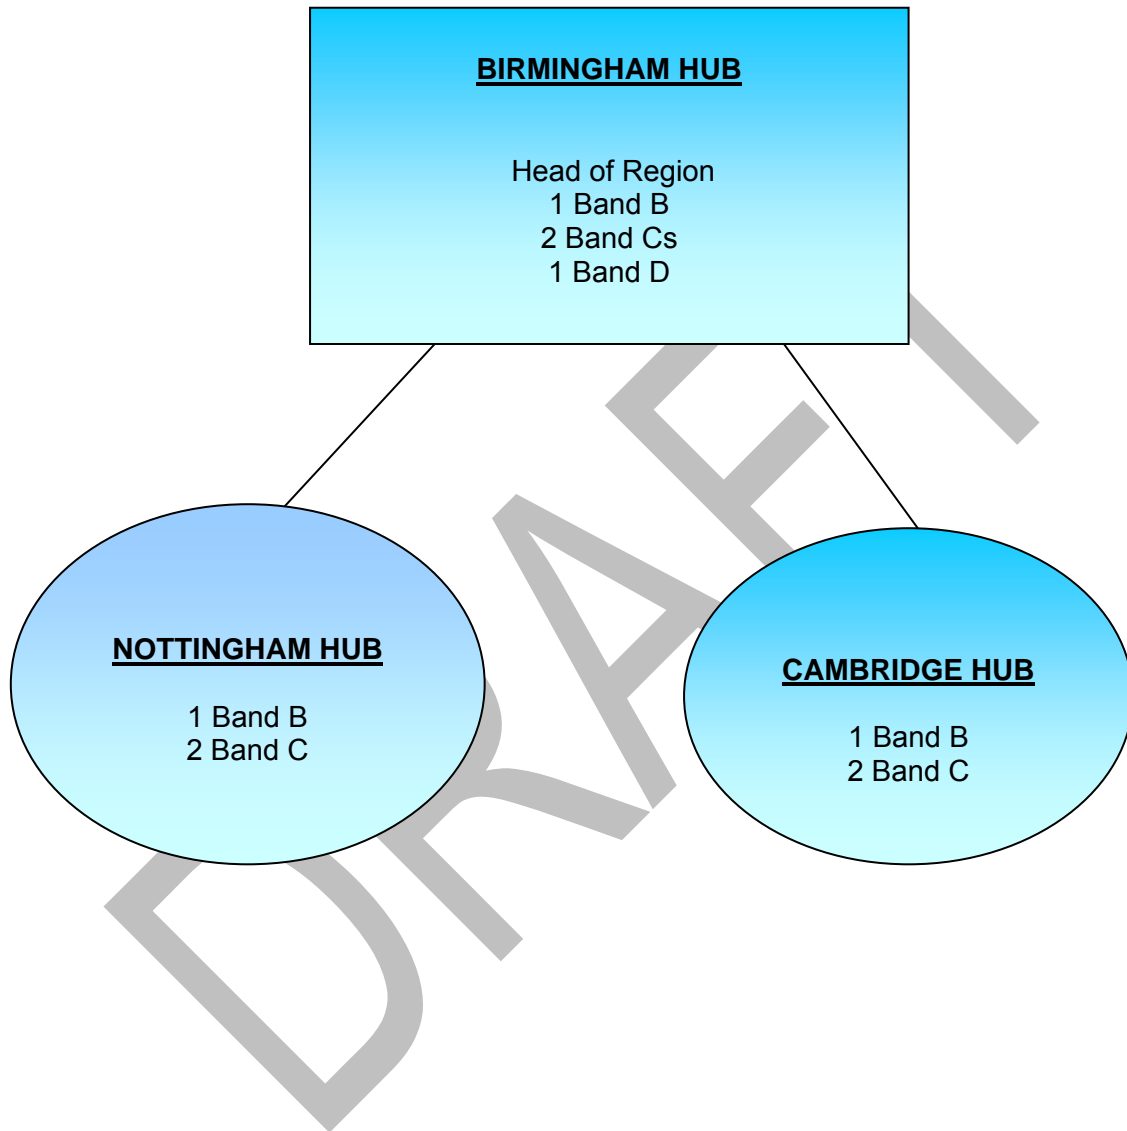 BIRMINGHAM HUB
Head of Region
1 Band B
2 Band Cs
1 Band D
NOTTINGHAM HUB
1 Band B
2 Band C
CAMBRIDGE HUB
1 Band B
2 Band C
DRAFT